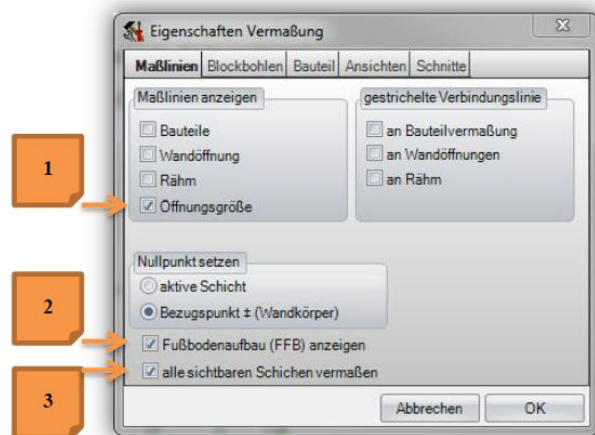 Eigenschaften Vermaßung
Maßlinien Blockbohlen Bauteil Ansichten Schnitte
Maßlinien anzeigen
Bauteile
Wandöffnung
Rähm
Öffnungsgröße
gestrichelte Verbindungslinie
an Bauteilvermaßung
an Wandöffnungen
an Rähm
1
Nullpunkt setzen
aktive Schicht
Bezugspunkt ± (Wandkörper)
2
Fußbodenaufbau (FFB) anzeigen
alle sichtbaren Schichen vermaßen
3
Abbrechen OK